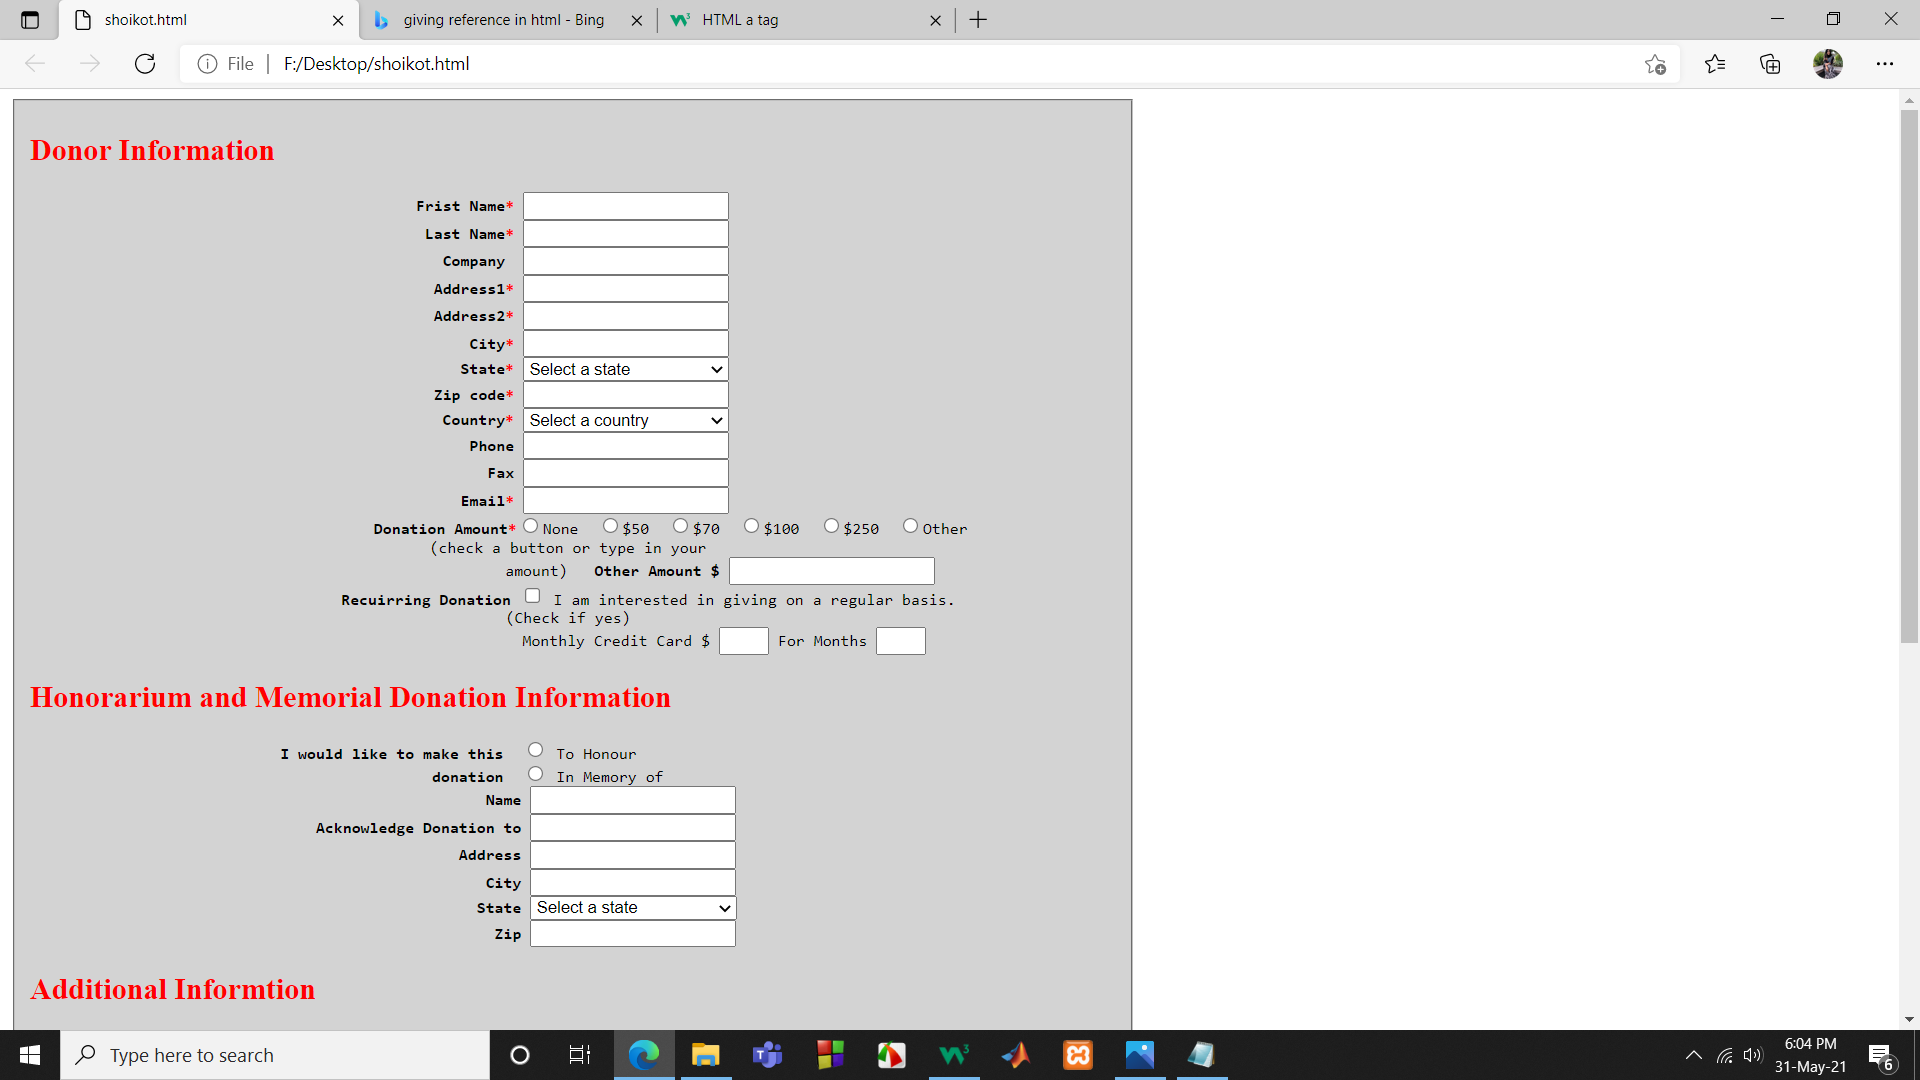 shoikot.html
giving reference in html - Bing
HTML a tag
File
F:/Desktop/shoikot.html
Donor Information
Frist Name*
Last Name*
Company
Address1*
Address2*
City*
State* Select a state
Zip code*
Country* Select a country
Phone
Fax
Email*
Donation Amount* None $50 $70 $100 $250 Other
(check a button or type in your
amount) Other Amount $
Recuirring Donation I am interested in giving on a regular basis.
(Check if yes)
Monthly Credit Card $ For Months
Honorarium and Memorial Donation Information
I would like to make this To Honour
donation In Memory of
Name
Acknowledge Donation to
Address
City
State Select a state
Zip
Additional Informtion
Type here to search
6:04 PM
31-May-21
6